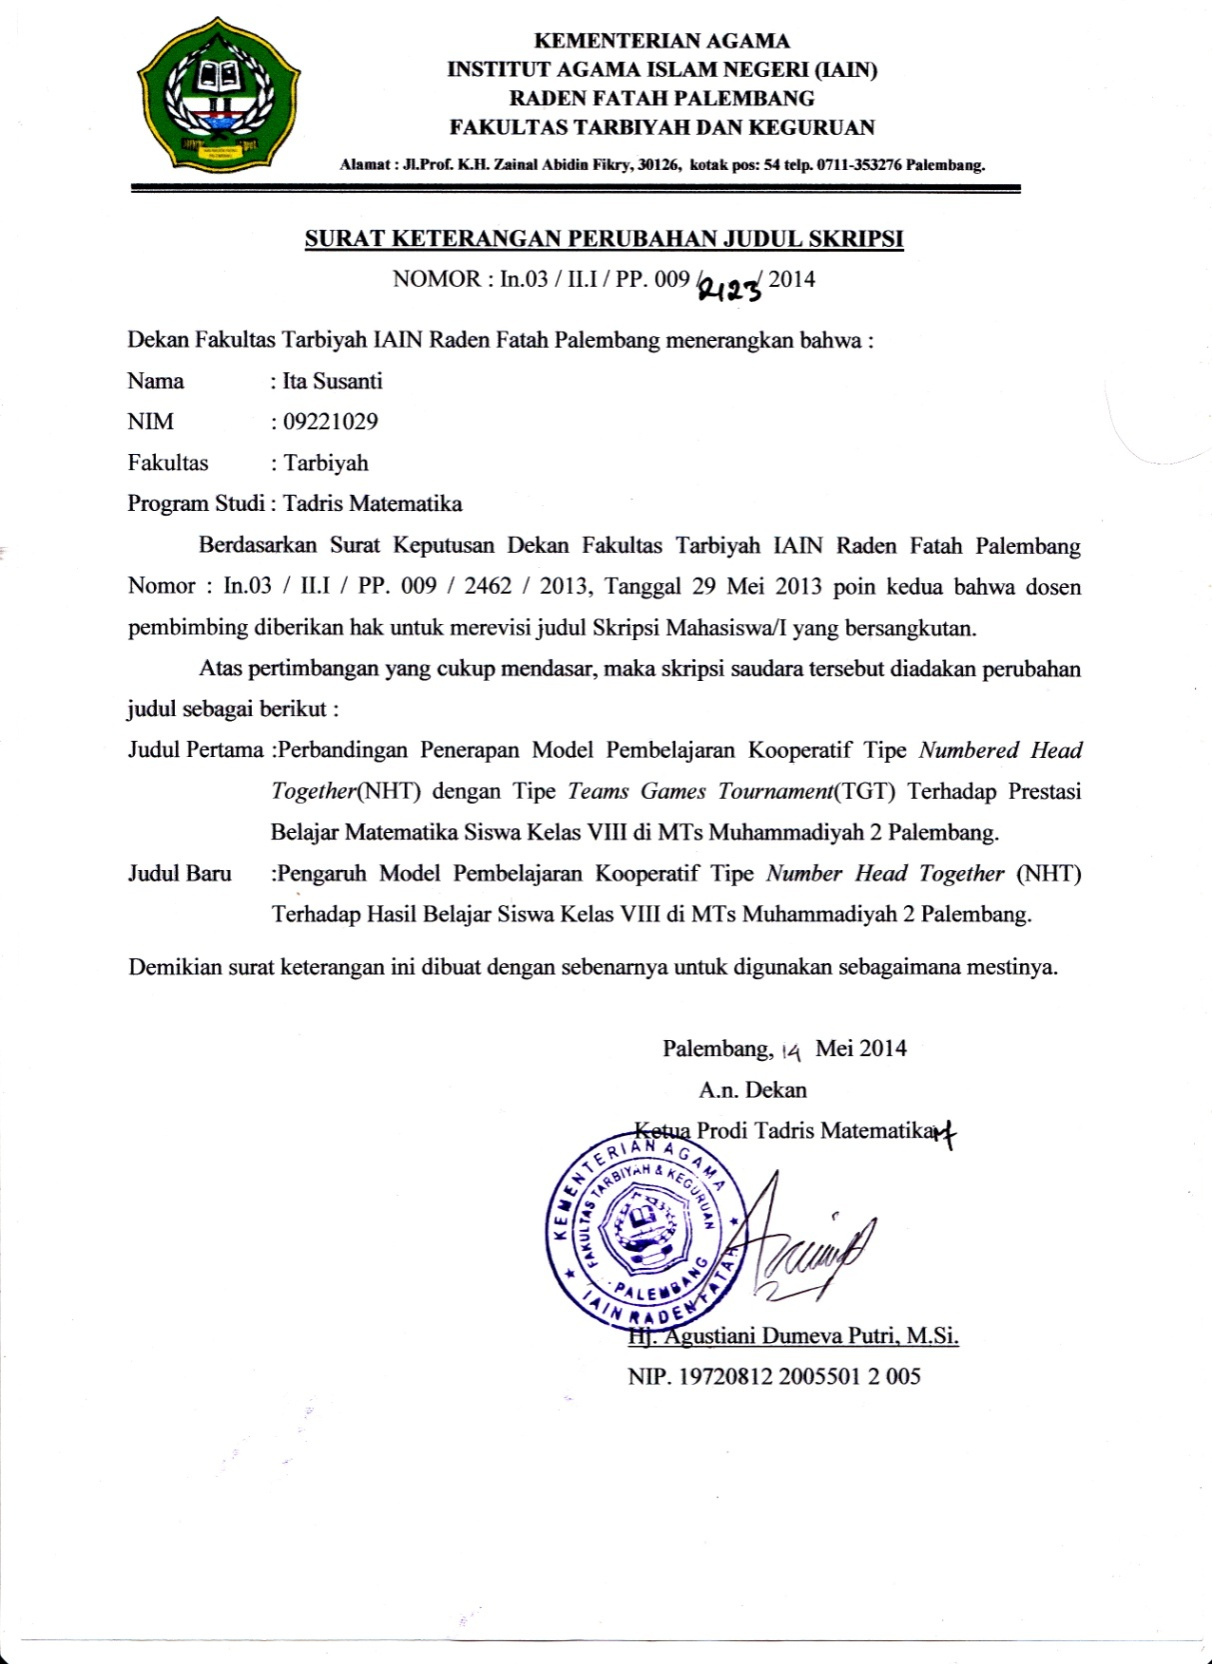 KEMENTERIAN AGAMA
INSTITUT AGAMA ISLAM NEGERI (IAIN)
RADEN FATAH PALEMBANG
FAKULTAS TARBIYAH DAN KEGURUAN
Alamat : Jl.Prof. K.H. Zainal Abidin Fikry, 30126, kotak pos: 54 telp. 0711-353276 Palembang.
SURAT KETERANGAN PERUBAHAN JUDUL SKRIPSI
NOMOR : In.03 / II.I / PP. 009 /2123/ 2014
Dekan Fakultas Tarbiyah IAIN Raden Fatah Palembang menerangkan bahwa :
Nama : Ita Susanti
NIM : 09221029
Fakultas : Tarbiyah
Program Studi : Tadris Matematika
Berdasarkan Surat Keputusan Dekan Fakultas Tarbiyah IAIN Raden Fatah Palembang
Nomor : In.03 / II.I / PP. 009 / 2462 / 2013, Tanggal 29 Mei 2013 poin kedua bahwa dosen
pembimbing diberikan hak untuk merevisi judul Skripsi Mahasiswa/I yang bersangkutan.
Atas pertimbangan yang cukup mendasar, maka skripsi saudara tersebut diadakan perubahan
judul sebagai berikut :
Judul Pertama :Perbandingan Penerapan Model Pembelajaran Kooperatif Tipe Numbered Head
Together(NHT) dengan Tipe Teams Games Tournament(TGT) Terhadap Prestasi
Belajar Matematika Siswa Kelas VIII di MTs Muhammadiyah 2 Palembang.
Judul Baru :Pengaruh Model Pembelajaran Kooperatif Tipe Number Head Together (NHT)
Terhadap Hasil Belajar Siswa Kelas VIII di MTs Muhammadiyah 2 Palembang.
Demikian surat keterangan ini dibuat dengan sebenarnya untuk digunakan sebagaimana mestinya.
Palembang, 14 Mei 2014
A.n. Dekan
Ketua Prodi Tadris Matematika
KEMENTERIAN AGAMA
FAKULTAS TARBIYAH & KEGURUAN
PALEMBANG
IAIN RADEN FATAH
Hj. Agustiani Dumeva Putri, M.Si.
NIP. 19720812 2005501 2 005